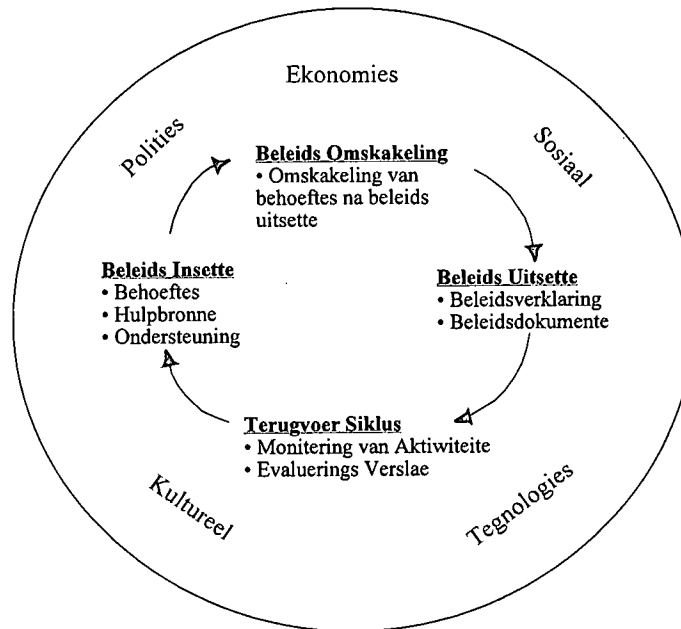 Ekonomies
Polities
Sosiaal
Beleids Omskakeling
• Omskakeling van
behoeftes na beleids
uitsette
Beleids Insette
• Behoeftes
• Hulpbronne
• Ondersteuning
Beleids Uitsette
• Beleidsverklaring
• Beleidsdokumente
Terugvoer Siklus
• Monitering van Aktiwiteite
• Evaluerings Verslae
Kultureel
Tegnologies